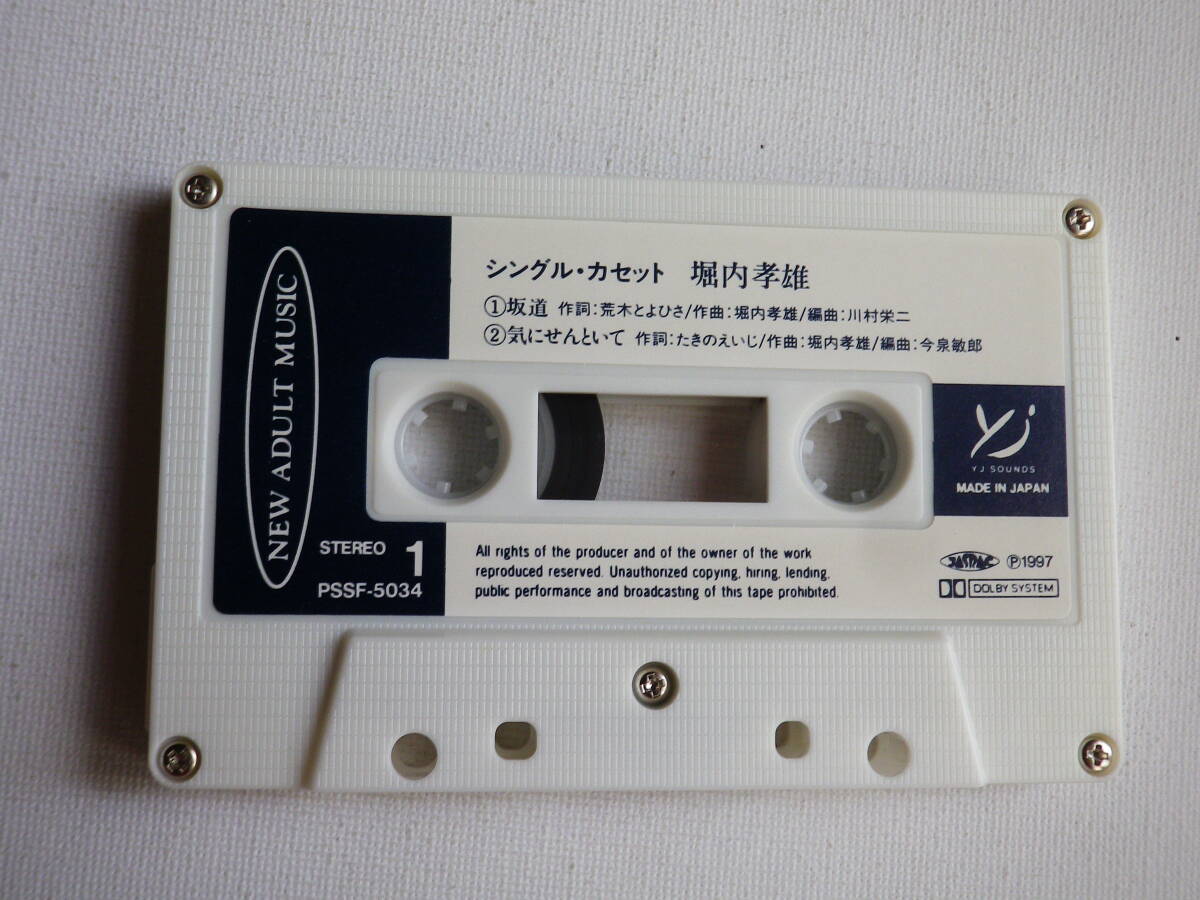 NEW ADULT MUSIC
シングル・カセット 堀内孝雄
①坂道 作詞:荒木とよひさ/作曲:堀内孝雄/編曲:川村栄二
②気にせんといて 作詞:たきのえいじ/作曲:堀内孝雄/編曲:今泉敏郎
YJ
YJ SOUNDS
MADE IN JAPAN
STEREO 1
PSSF-5034
All rights of the producer and of the owner of the work
reproduced reserved. Unauthorized copying, hiring, lending,
public performance and broadcasting of this tape prohibited.
JASRAC Ⓟ1997
DOLBY SYSTEM